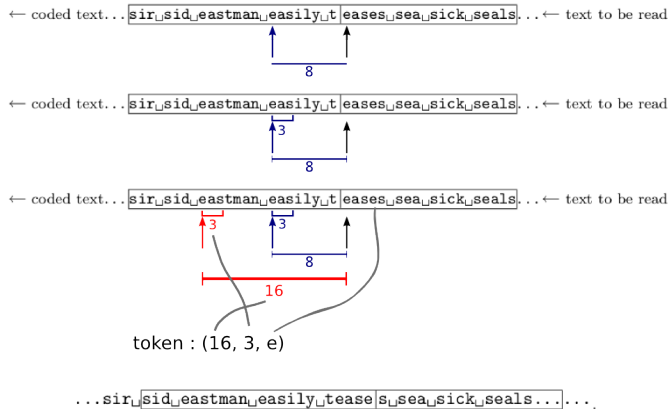 ← coded text... sir␣sid␣eastman␣easily␣t eases␣sea␣sick␣seals ...← text to be read
8
← coded text... sir␣sid␣eastman␣easily␣t eases␣sea␣sick␣seals ...← text to be read
3
8
← coded text... sir␣sid␣eastman␣easily␣t eases␣sea␣sick␣seals ...← text to be read
3 3
8
16
token : (16, 3, e)
...sir␣sid␣eastman␣easily␣tease s␣sea␣sick␣seals... ... .